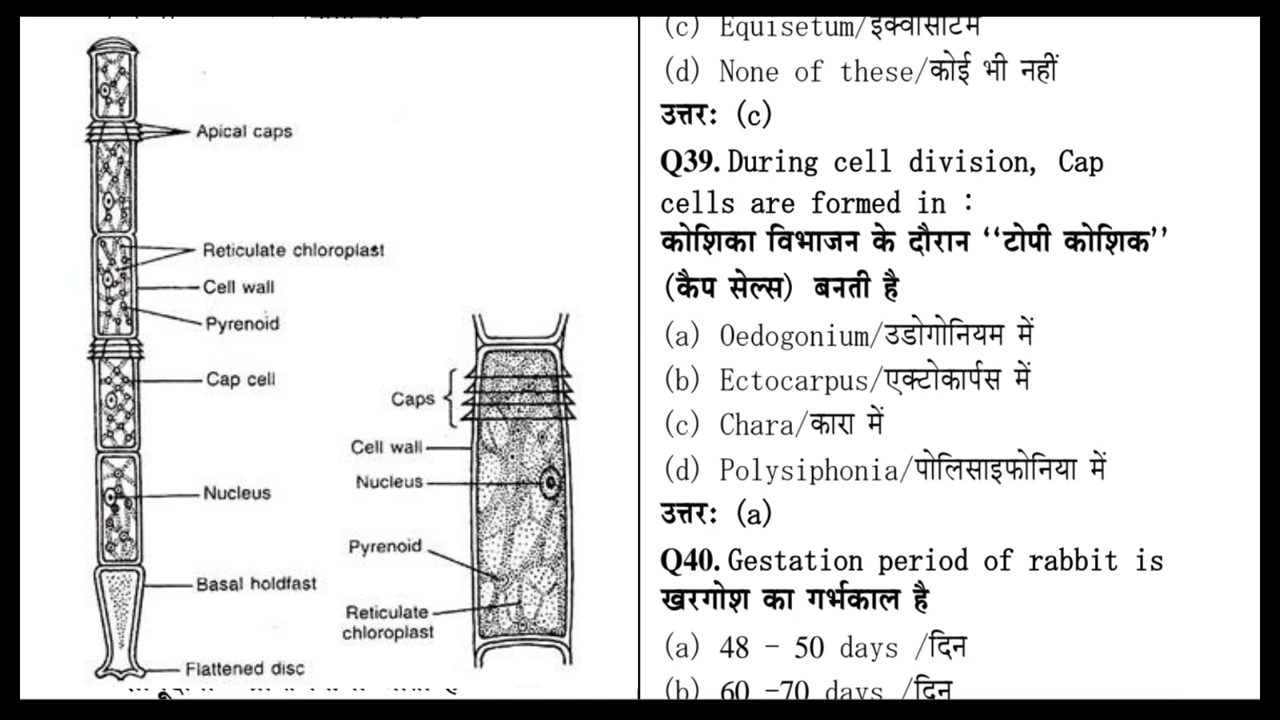 Apical caps
Reticulate chloroplast
Cell wall
Pyrenoid
Cap cell
Nucleus
Basal holdfast
Flattened disc
Caps
Cell wall
Nucleus
Pyrenoid
Reticulate
chloroplast
(c) Equisetum/इक्वीसीटम
(d) None of these/कोई भी नहीं
उत्तरः (c)
Q39. During cell division, Cap
cells are formed in :
कोशिका विभाजन के दौरान ‘‘टोपी कोशिक’’
(कैप सेल्स) बनती है
(a) Oedogonium/उडोगोनियम में
(b) Ectocarpus/एक्टोकार्पस में
(c) Chara/कारा में
(d) Polysiphonia/पोलिसाइफोनिया में
उत्तरः (a)
Q40. Gestation period of rabbit is
खरगोश का गर्भकाल है
(a) 48 - 50 days /दिन
(b) 60 -70 days /दिन